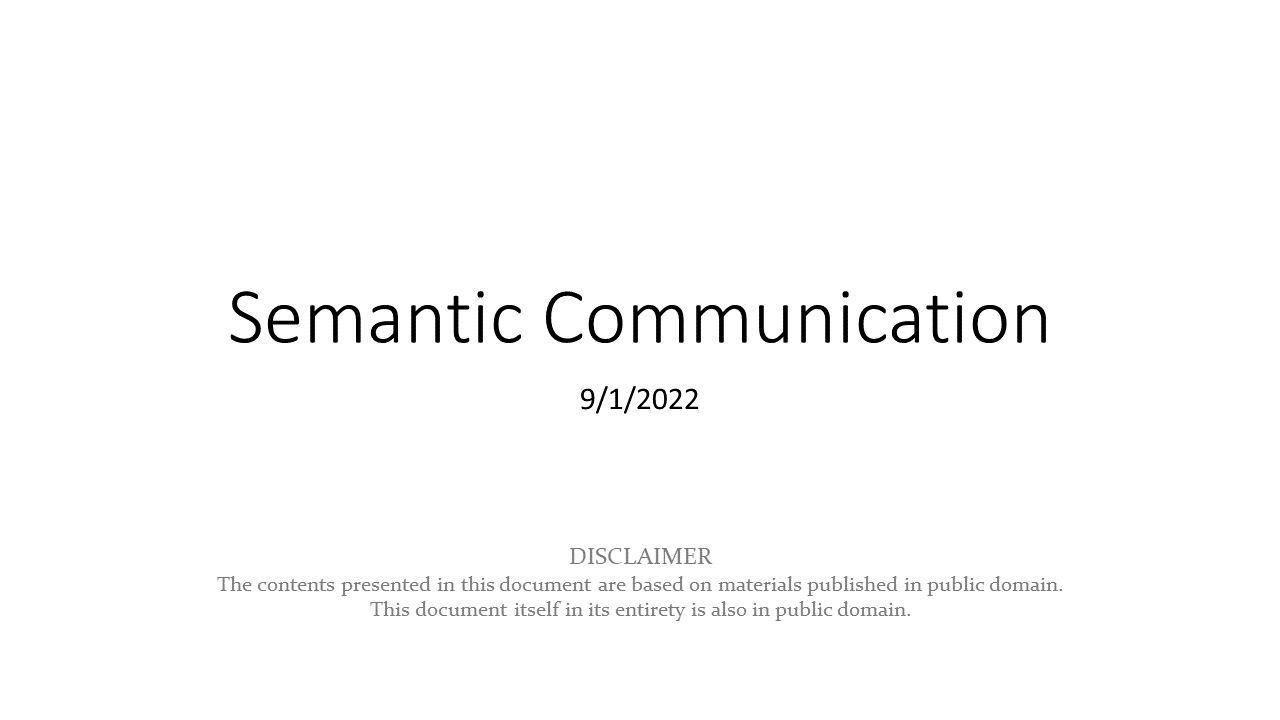 Semantic Communication
9/1/2022
DISCLAIMER
The contents presented in this document are based on materials published in public domain.
This document itself in its entirety is also in public domain.